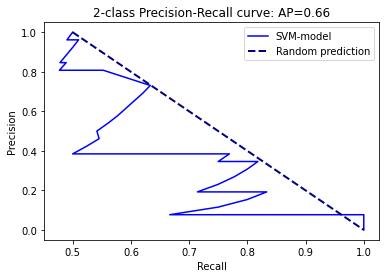 2-class Precision-Recall curve: AP=0.66
SVM-model
Random prediction
Precision
1.0
0.8
0.6
0.4
0.2
0.0
0.5
0.6
0.7
0.8
0.9
1.0
Recall